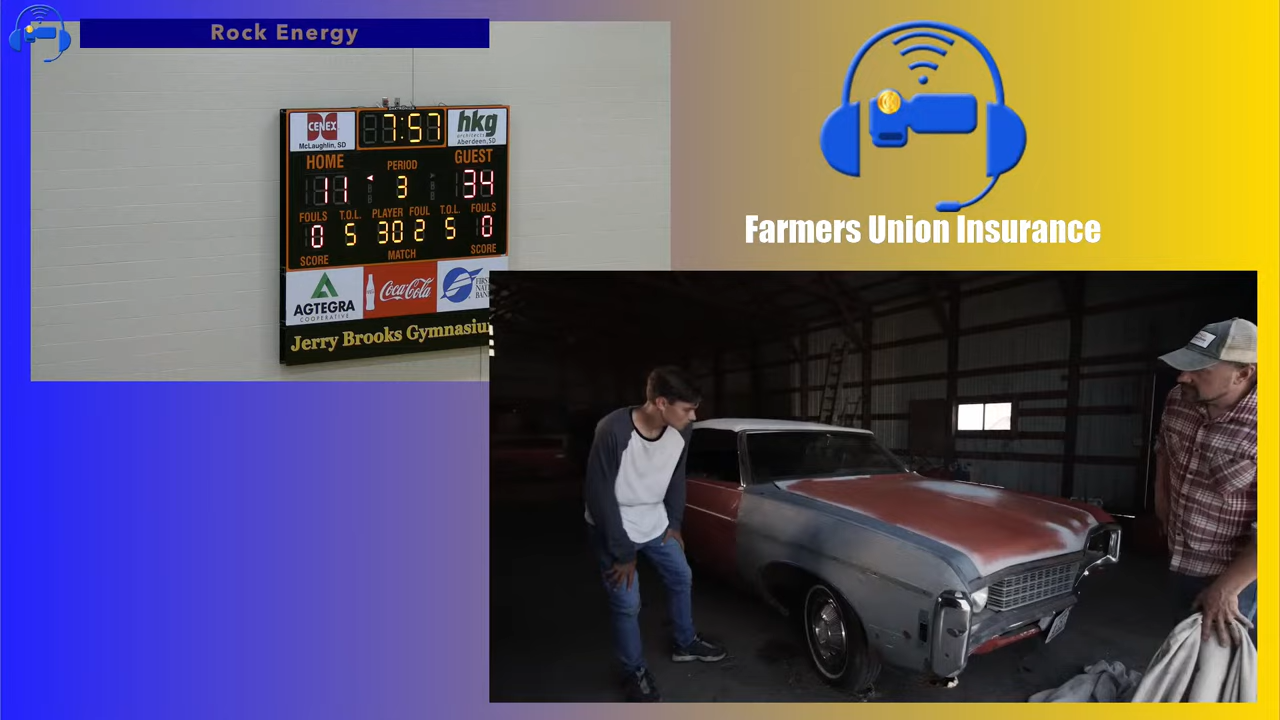 Rock Energy
CENEX
McLaughlin, SD
7:57
hkg
architects
Aberdeen, SD
HOME
PERIOD
GUEST
11
3
34
FOULS T.O.L. PLAYER FOUL T.O.L. FOULS
0 5 30 2 5 0
SCORE MATCH SCORE
AGTEGRA
COOPERATIVE
Coca-Cola
Jerry Brooks Gymnasiu
Farmers Union Insurance